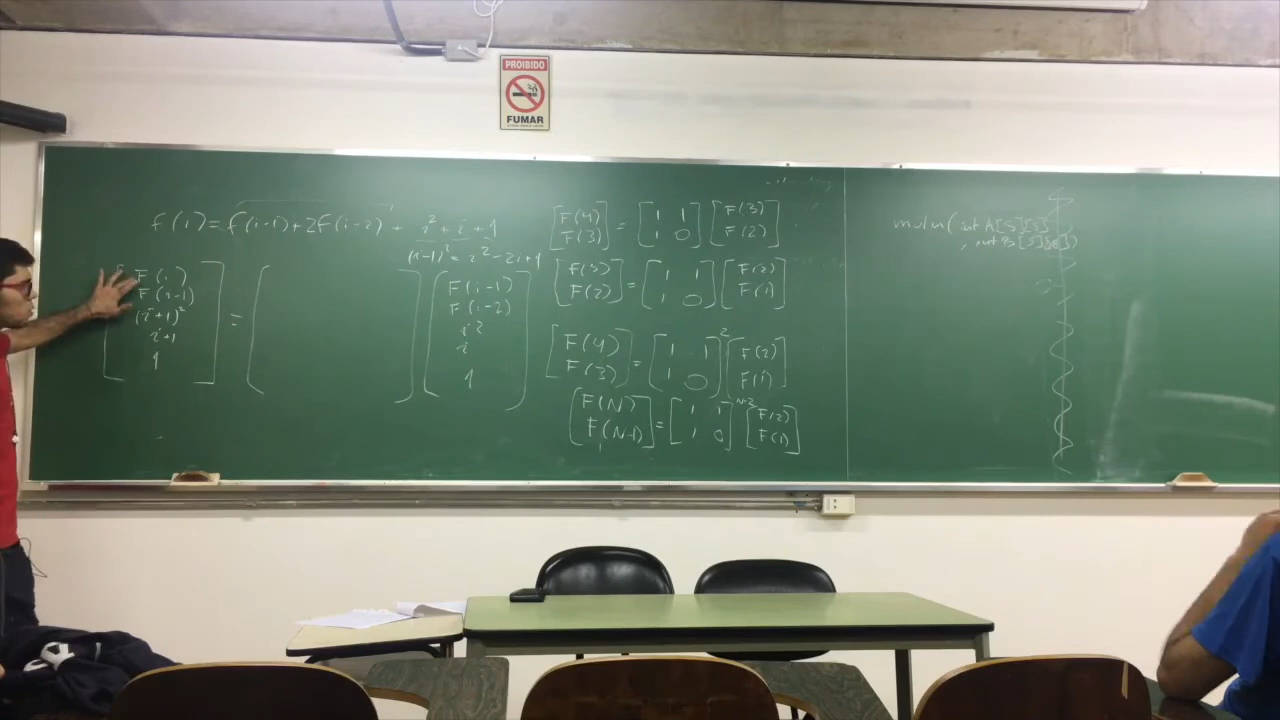 PROIBIDO
FUMAR
f(i)=f(i-1)+2F(i-2) + i²+i+1
(i-1)² = i²-2i+1
F(i)
F(i-1)
(i+1)²
i+1
1
=
F(i-1)
F(i-2)
i²
i
1
[F(4) F(3)] = [1 1 1 0] [F(3) F(2)]
[F(3) F(2)] = [1 1 1 0] [F(2) F(1)]
[F(4) F(3)] = [1 1 1 0]² [F(2) F(1)]
[F(N) F(N-1)] = [1 1 1 0]ᴺ⁻² [F(2) F(1)]
mulm( int A[5][5]
, int B[5][5])